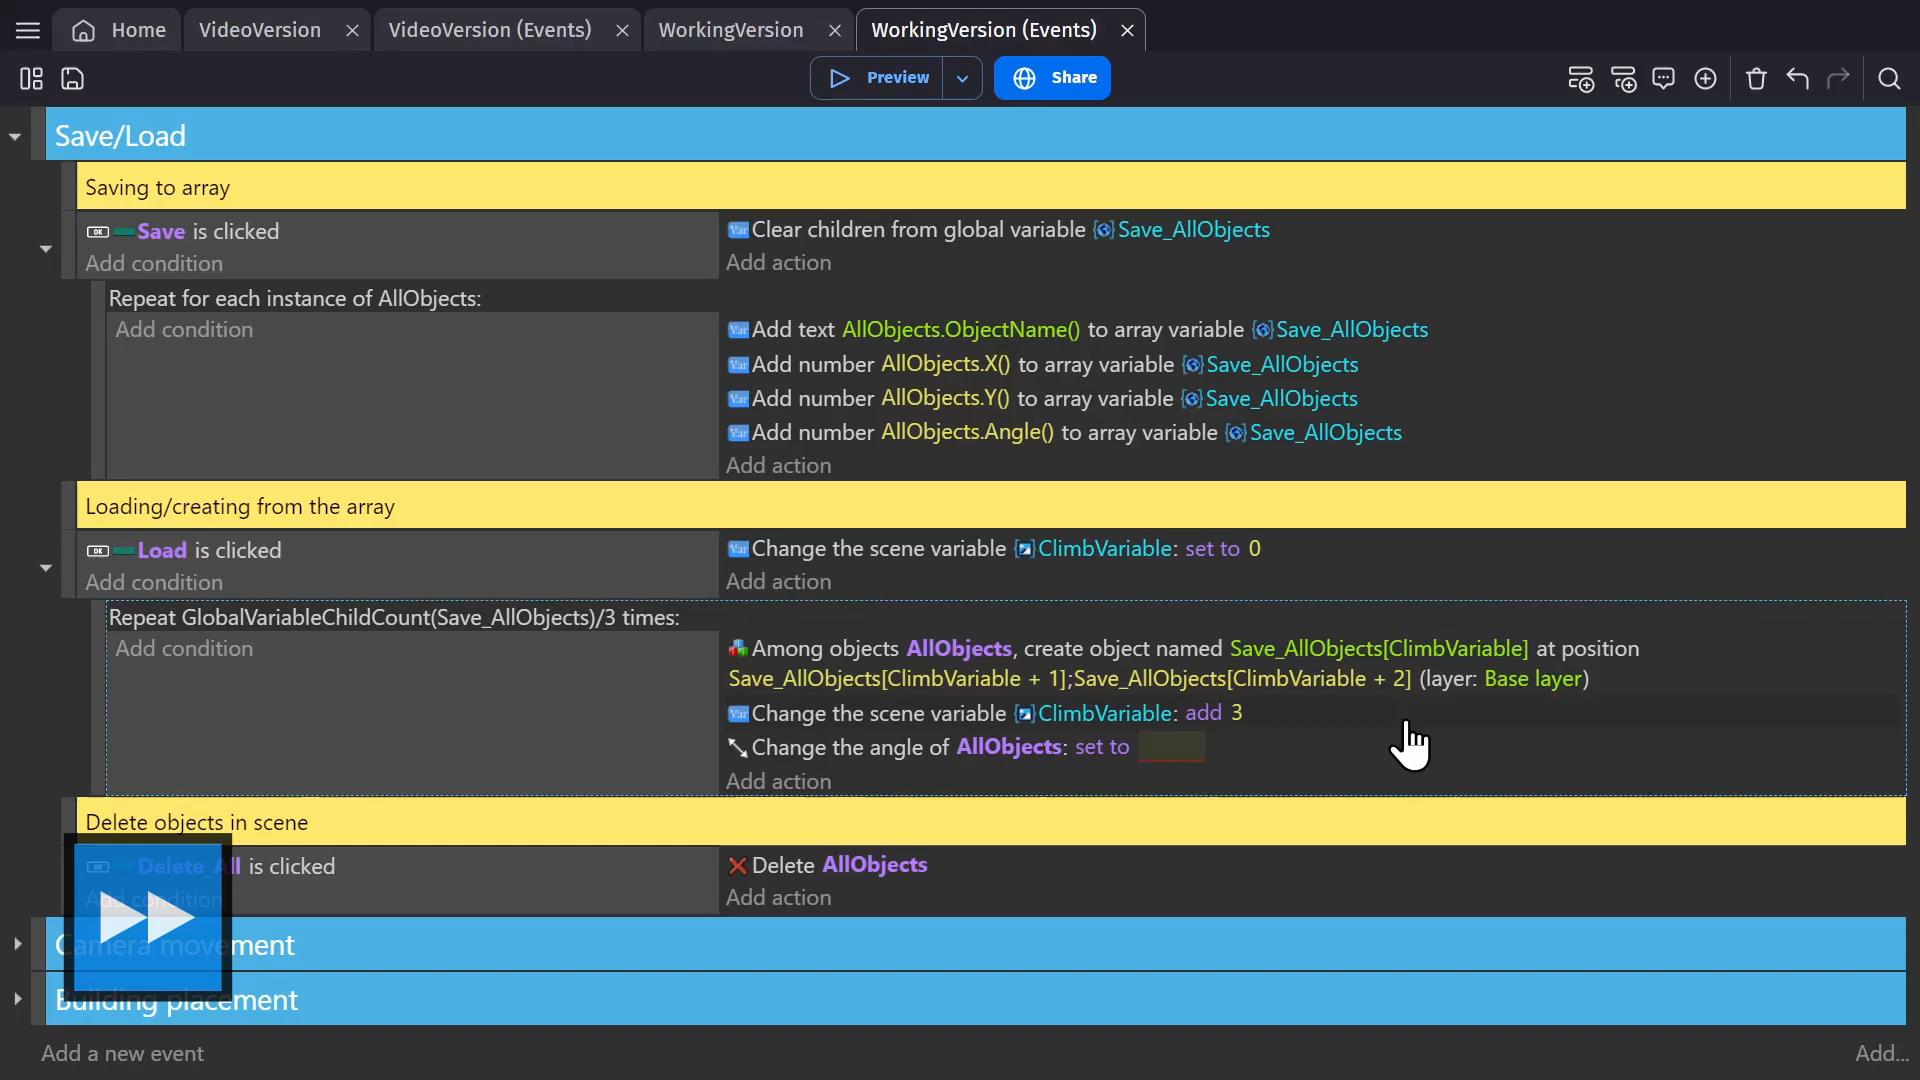 Home
VideoVersion
VideoVersion (Events)
WorkingVersion
WorkingVersion (Events)
Preview
Share
Save/Load
Saving to array
Save is clicked
Add condition
Clear children from global variable Save_AllObjects
Add action
Repeat for each instance of AllObjects:
Add condition
Add text AllObjects.ObjectName() to array variable Save_AllObjects
Add number AllObjects.X() to array variable Save_AllObjects
Add number AllObjects.Y() to array variable Save_AllObjects
Add number AllObjects.Angle() to array variable Save_AllObjects
Add action
Loading/creating from the array
Load is clicked
Add condition
Change the scene variable ClimbVariable: set to 0
Add action
Repeat GlobalVariableChildCount(Save_AllObjects)/3 times:
Add condition
Among objects AllObjects, create object named Save_AllObjects[ClimbVariable] at position
Save_AllObjects[ClimbVariable + 1];Save_AllObjects[ClimbVariable + 2] (layer: Base layer)
Change the scene variable ClimbVariable: add 3
Change the angle of AllObjects: set to
Add action
Delete objects in scene
Delete_All is clicked
Add condition
Delete AllObjects
Add action
Camera movement
Building placement
Add a new event
Add...